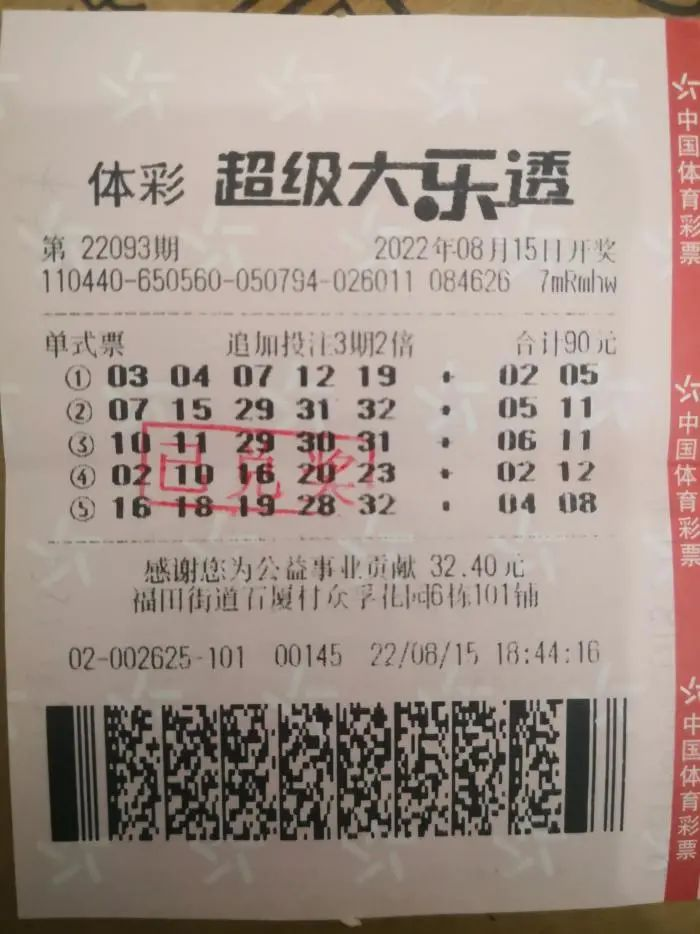 体彩 超级大乐透
第 22093期 2022年08月15日开奖
110440-650560-050794-026011 084626 7mRmhw
单式票 追加投注3期2倍 合计90元
① 03 04 07 12 19 + 02 05
② 07 15 29 31 32 + 05 11
③ 10 11 29 30 31 + 06 11
④ 02 10 16 20 23 + 02 12
⑤ 16 18 19 28 32 + 04 08
已兑奖
感谢您为公益事业贡献 32.40元
福田街道石厦村众孚花园6栋101铺
02-002625-101 00145 22/08/15 18:44:16
中国体育彩票
中国体育彩票
中国体育彩票